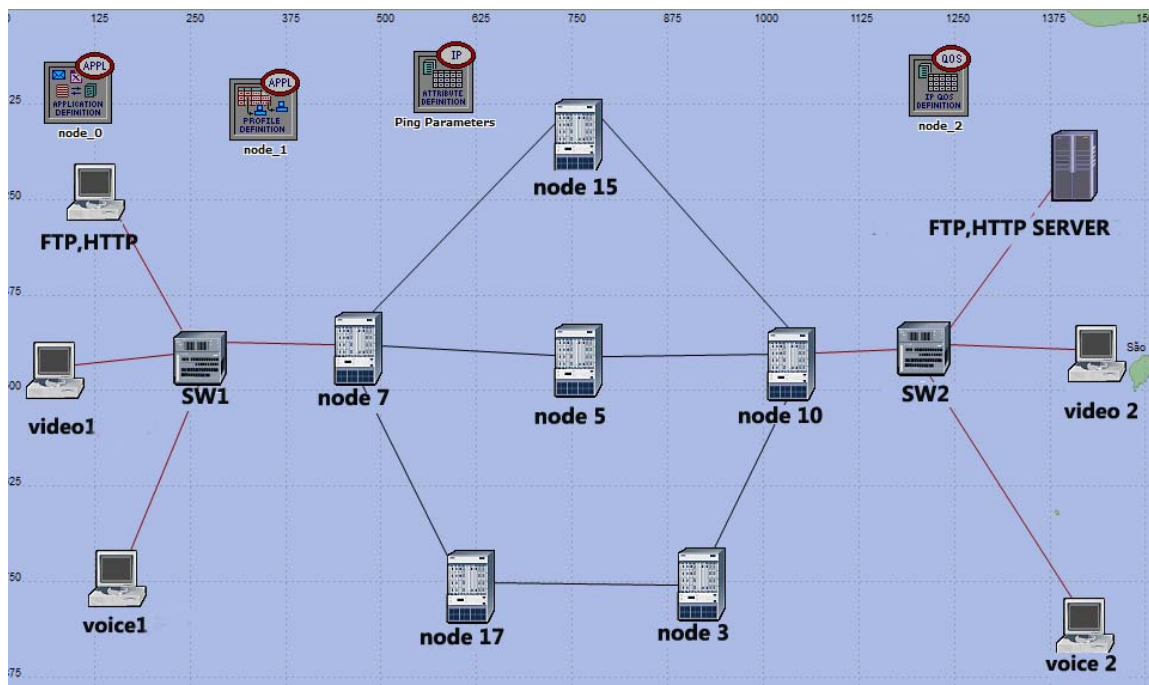 125 250 375 500 625 750 875 1000 1125 1250 1375
APPL
APPLICATION
DEFINITION
node_0
APPL
PROFILE
DEFINITION
node_1
IP
ATTRIBUTE
DEFINITION
Ping Parameters
QOS
IP QOS
DEFINITION
node_2
node 15
FTP,HTTP
FTP,HTTP SERVER
SW1
node 7
node 5
node 10
SW2
São
video1
video 2
voice1
node 17
node 3
voice 2